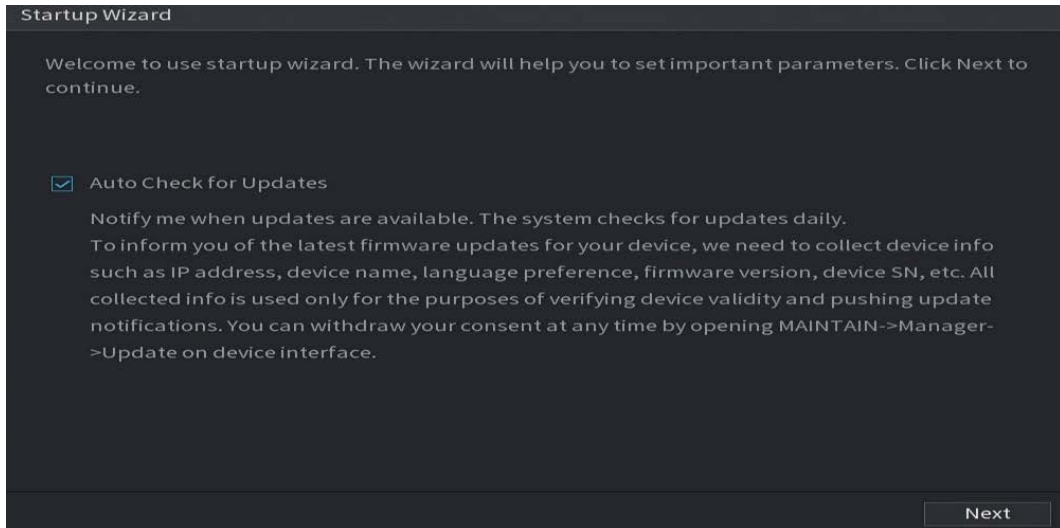 Startup Wizard
Welcome to use startup wizard. The wizard will help you to set important parameters. Click Next to
continue.
Auto Check for Updates
Notify me when updates are available. The system checks for updates daily.
To inform you of the latest firmware updates for your device, we need to collect device info
such as IP address, device name, language preference, firmware version, device SN, etc. All
collected info is used only for the purposes of verifying device validity and pushing update
notifications. You can withdraw your consent at any time by opening MAINTAIN->Manager-
>Update on device interface.
Next